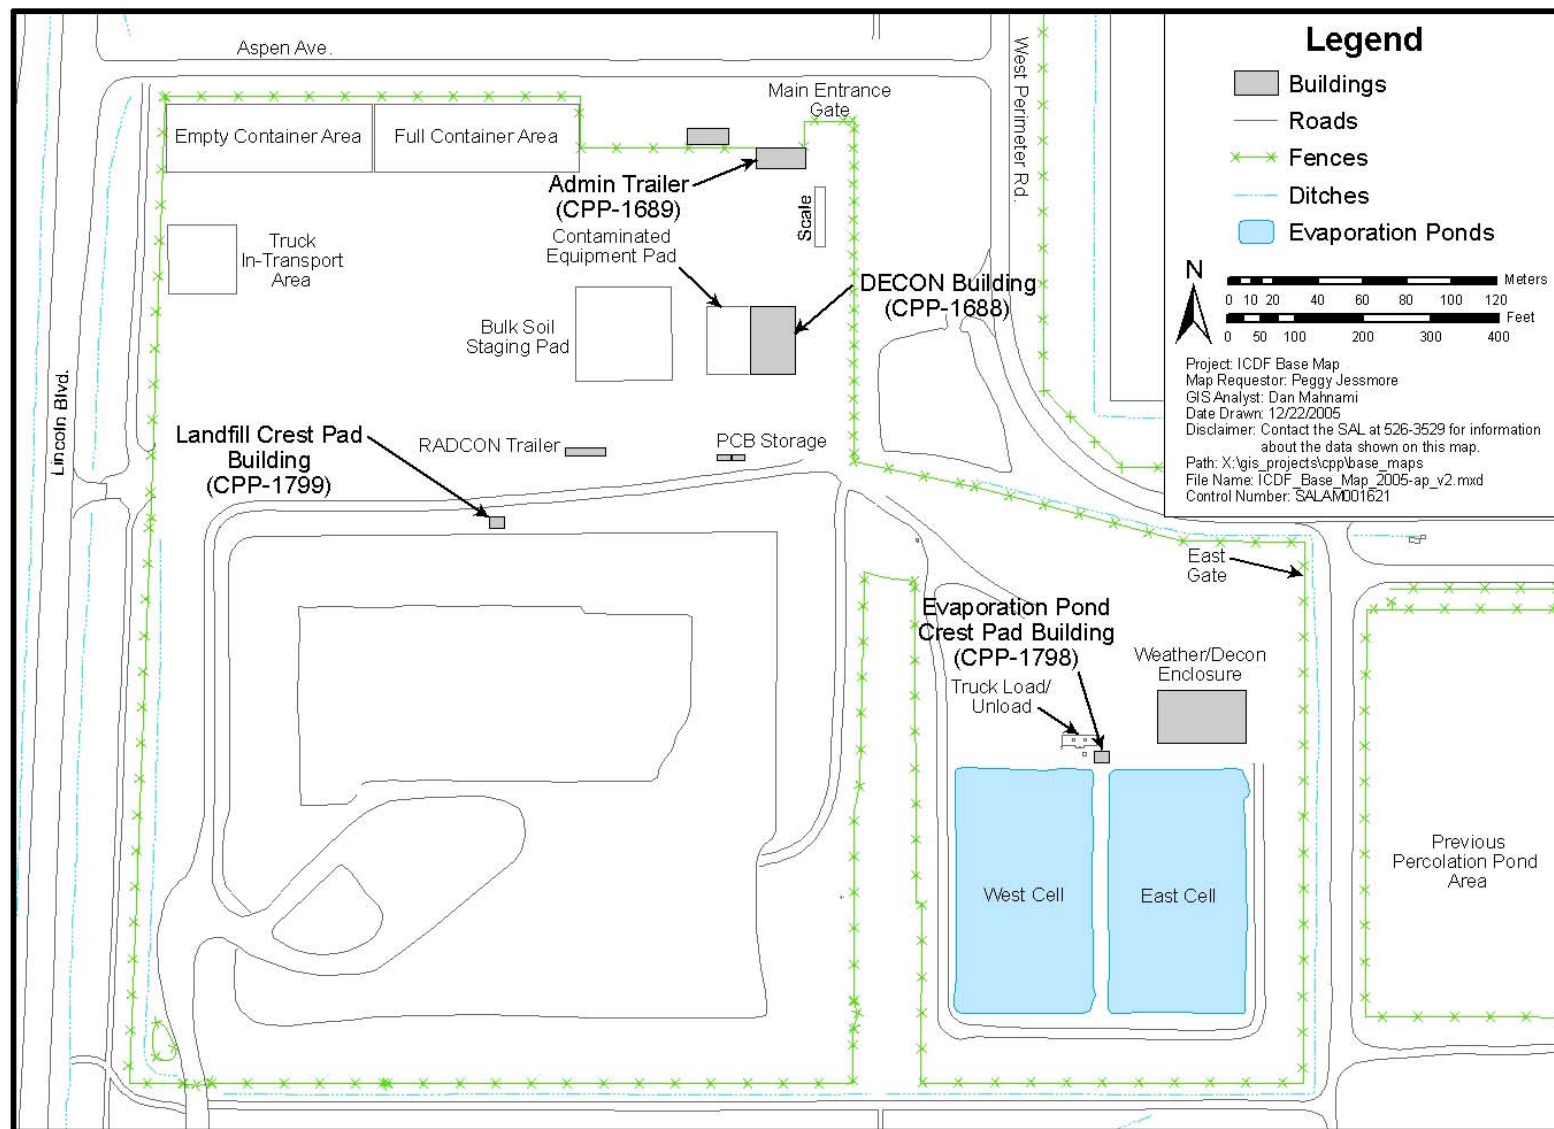 Aspen Ave.
Main Entrance
Gate
West Perimeter Rd.
Empty Container Area
Full Container Area
Admin Trailer
(CPP-1689)
Scale
Contaminated
Equipment Pad
Truck
In-Transport
Area
DECON Building
(CPP-1688)
Bulk Soil
Staging Pad
Lincoln Blvd.
Landfill Crest Pad
Building
(CPP-1799)
RADCON Trailer
PCB Storage
East
Gate
Evaporation Pond
Crest Pad Building
(CPP-1798)
Weather/Decon
Enclosure
Truck Load/
Unload
West Cell
East Cell
Previous
Percolation Pond
Area
Legend
Buildings
Roads
Fences
Ditches
Evaporation Ponds
N
Meters
0 10 20 40 60 80 100 120
Feet
0 50 100 200 300 400
Project: ICDF Base Map
Map Requestor: Peggy Jessmore
GIS Analyst: Dan Mahnami
Date Drawn: 12/22/2005
Disclaimer: Contact the SAL at 526-3529 for information
about the data shown on this map.
Path: X:\gis_projects\cpp\base_maps
File Name: ICDF_Base_Map_2005-ap_v2.mxd
Control Number: SALAM001621